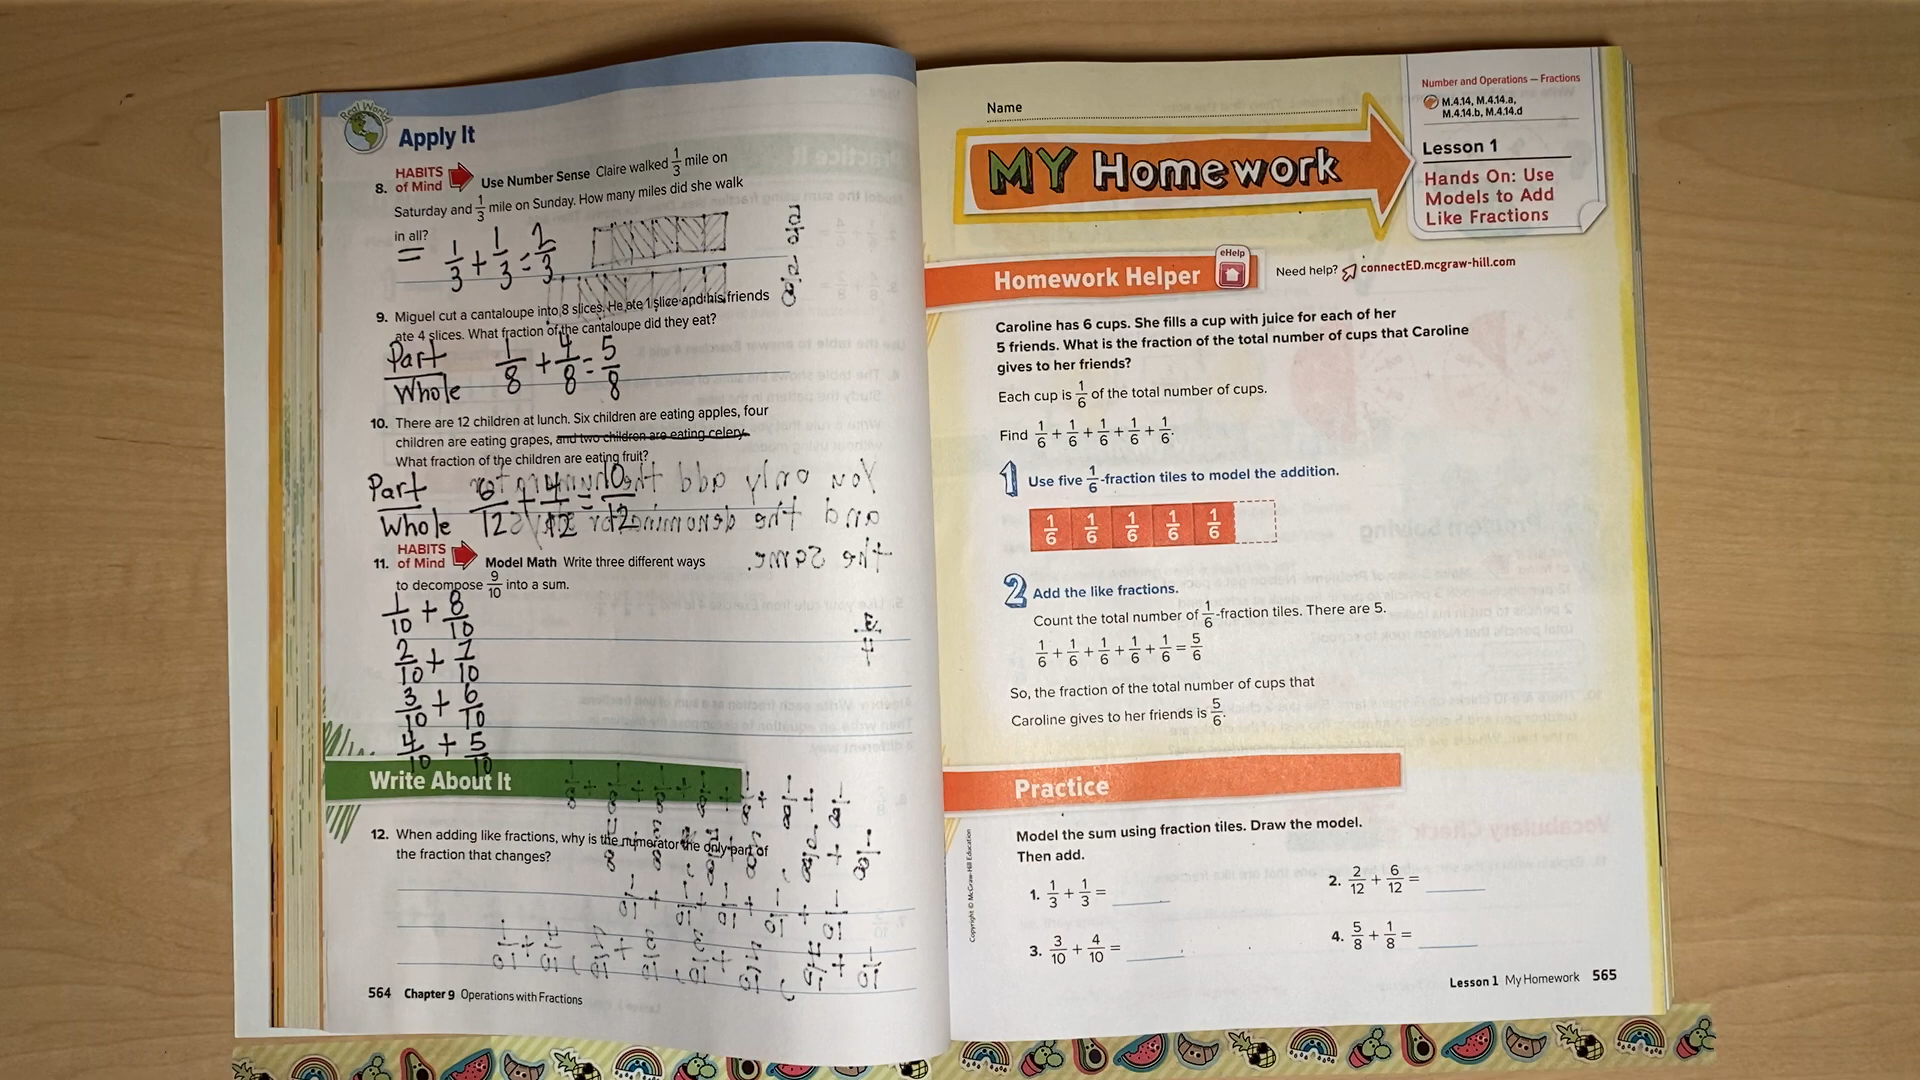 Real World!
Apply It
8. HABITS of Mind Use Number Sense Claire walked 1/3 mile on
Saturday and 1/3 mile on Sunday. How many miles did she walk
in all?
= 1/3 + 1/3 = 2/3
9. Miguel cut a cantaloupe into 8 slices. He ate 1 slice and his friends
ate 4 slices. What fraction of the cantaloupe did they eat?
Part/Whole 1/8 + 4/8 = 5/8
10. There are 12 children at lunch. Six children are eating apples, four
children are eating grapes, and two children are eating celery.
What fraction of the children are eating fruit?
Part/Whole 6/12 + 4/12 = 10/12
11. HABITS of Mind Model Math Write three different ways
to decompose 9/10 into a sum.
1/10 + 8/10
2/10 + 7/10
3/10 + 6/10
4/10 + 5/10
Write About It
12. When adding like fractions, why is the numerator the only part of
the fraction that changes?
564 Chapter 9 Operations with Fractions
Name
Number and Operations – Fractions
M.4.14, M.4.14.a,
M.4.14.b, M.4.14.d
MY Homework
Lesson 1
Hands On: Use
Models to Add
Like Fractions
Homework Helper
eHelp
Need help? connectED.mcgraw-hill.com
Caroline has 6 cups. She fills a cup with juice for each of her
5 friends. What is the fraction of the total number of cups that Caroline
gives to her friends?
Each cup is 1/6 of the total number of cups.
Find 1/6 + 1/6 + 1/6 + 1/6 + 1/6.
1 Use five 1/6-fraction tiles to model the addition.
1/6 1/6 1/6 1/6 1/6
2 Add the like fractions.
Count the total number of 1/6-fraction tiles. There are 5.
1/6 + 1/6 + 1/6 + 1/6 + 1/6 = 5/6
So, the fraction of the total number of cups that
Caroline gives to her friends is 5/6.
Practice
Model the sum using fraction tiles. Draw the model.
Then add.
1. 1/3 + 1/3 =
2. 2/12 + 6/12 =
3. 3/10 + 4/10 =
4. 5/8 + 1/8 =
Copyright © McGraw-Hill Education
Lesson 1 My Homework 565